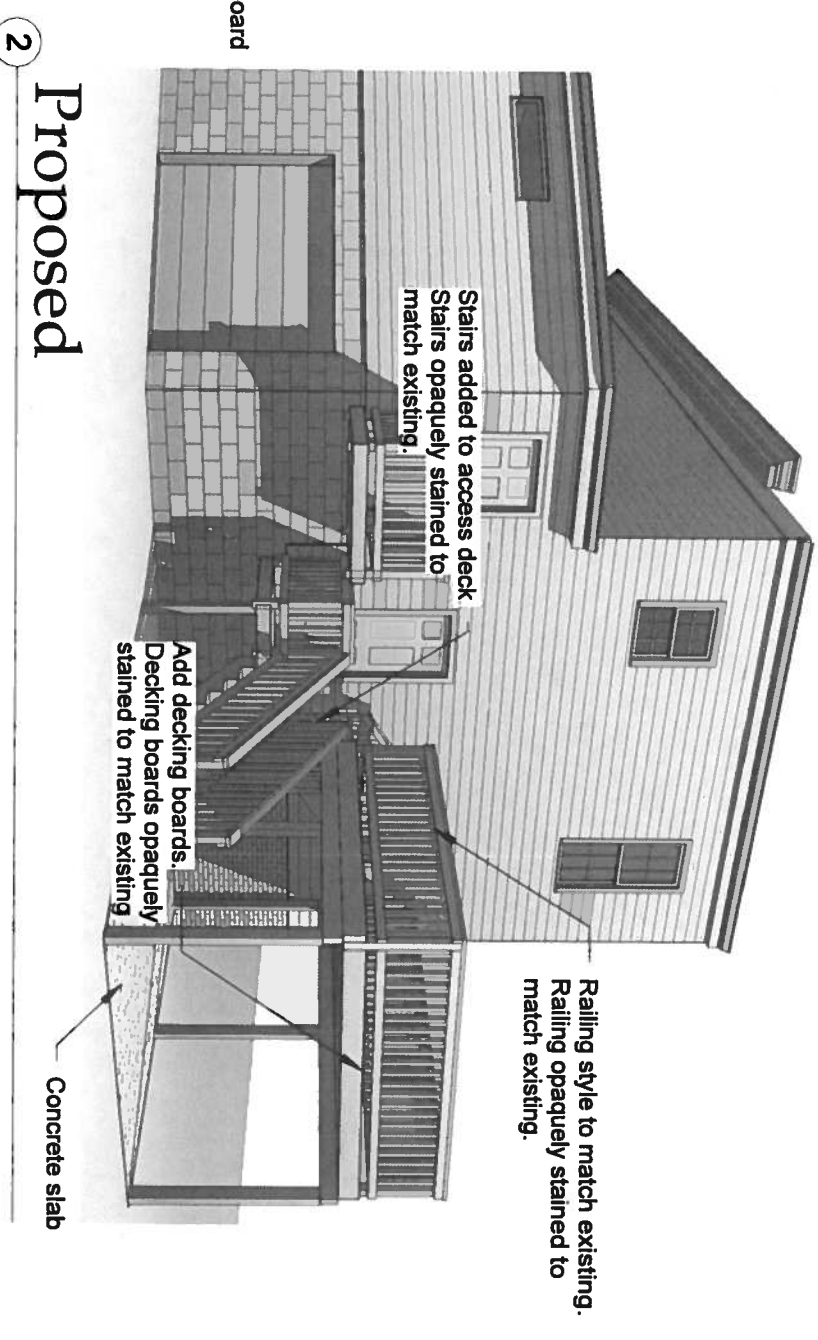 Railing style to match existing.
Railing opaquely stained to
match existing.
Stairs added to access deck
Stairs opaquely stained to
match existing.
Add decking boards.
Decking boards opaquely
stained to match existing
Concrete slab
oard
2
Proposed